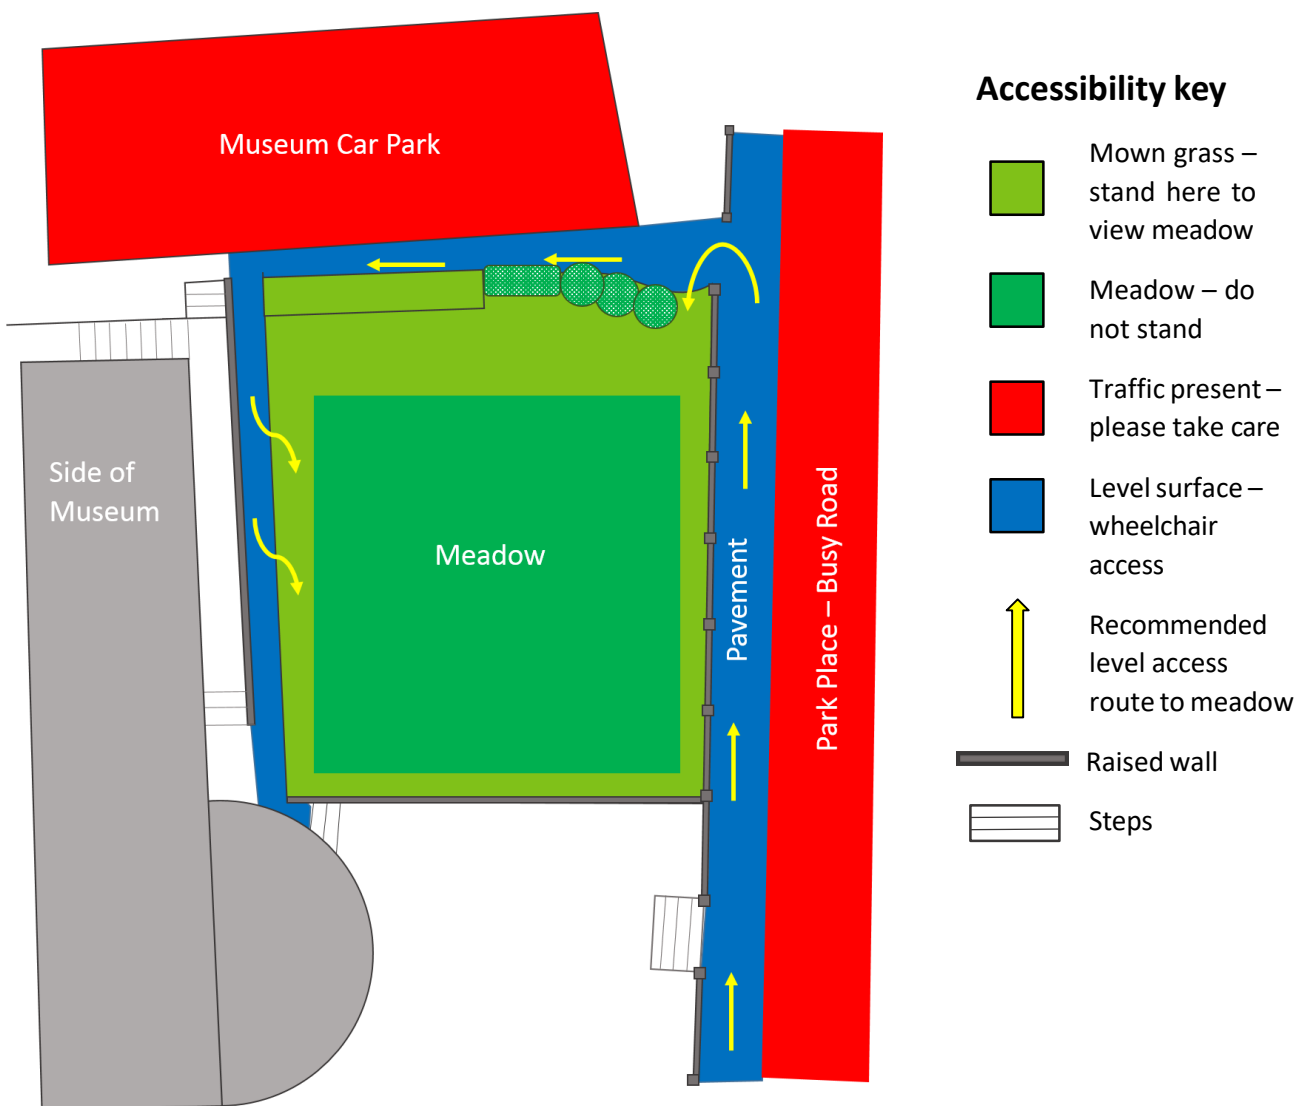 Museum Car Park
Side of
Museum
Meadow
Pavement
Park Place – Busy Road
Accessibility key
Mown grass –
stand here to
view meadow
Meadow – do
not stand
Traffic present –
please take care
Level surface –
wheelchair
access
Recommended
level access
route to meadow
Raised wall
Steps